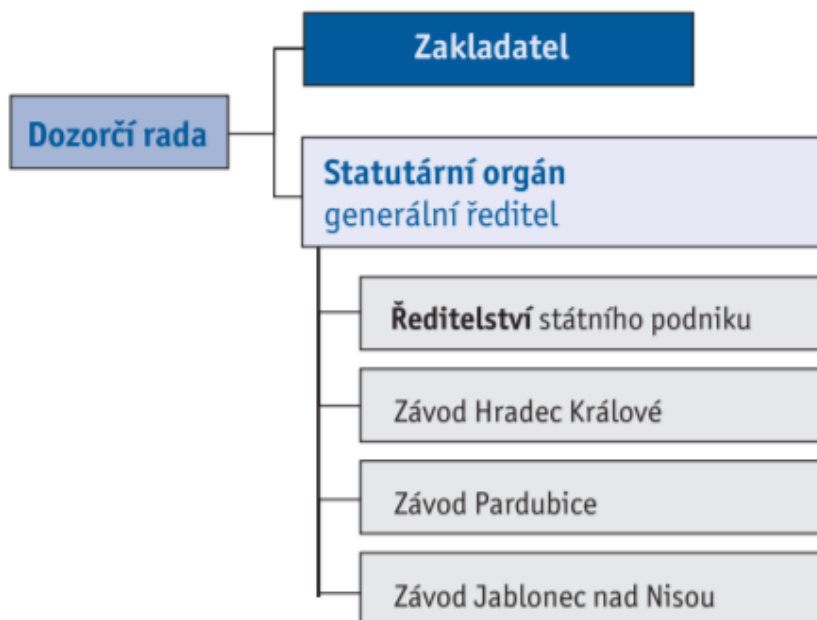 Zakladatel
Dozorčí rada
Statutární orgán
generální ředitel
Ředitelství státního podniku
Závod Hradec Králové
Závod Pardubice
Závod Jablonec nad Nisou